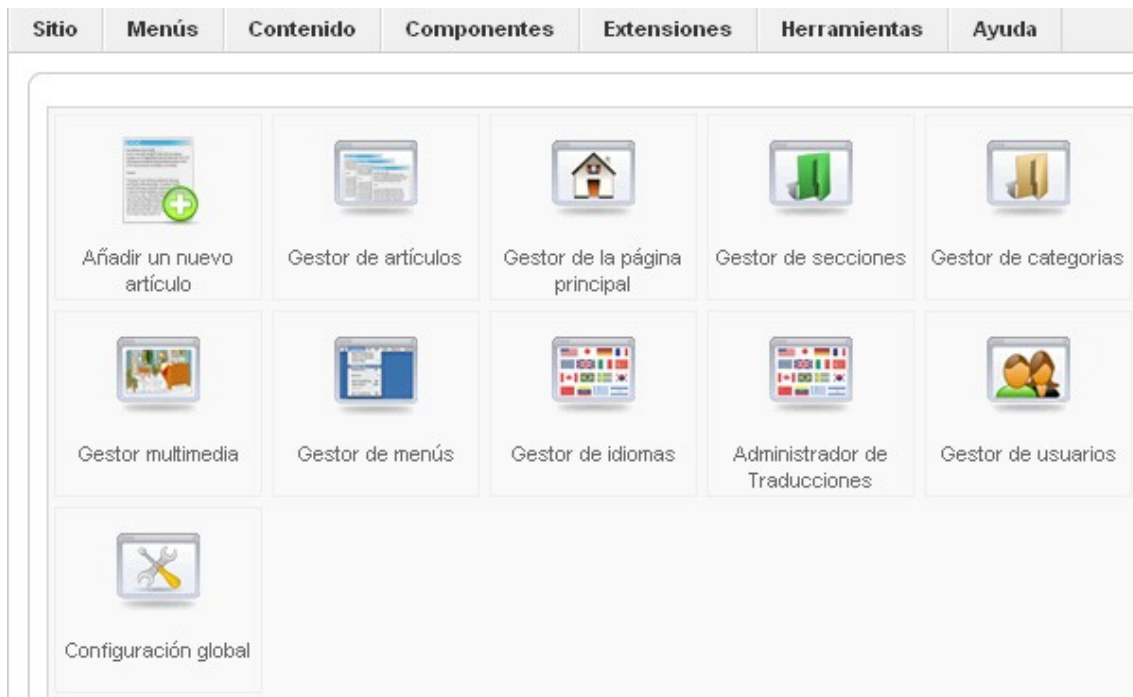 Sitio Menús Contenido Componentes Extensiones Herramientas Ayuda
Añadir un nuevo
artículo
Gestor de artículos
Gestor de la página
principal
Gestor de secciones
Gestor de categorias
Gestor multimedia
Gestor de menús
Gestor de idiomas
Administrador de
Traducciones
Gestor de usuarios
Configuración global